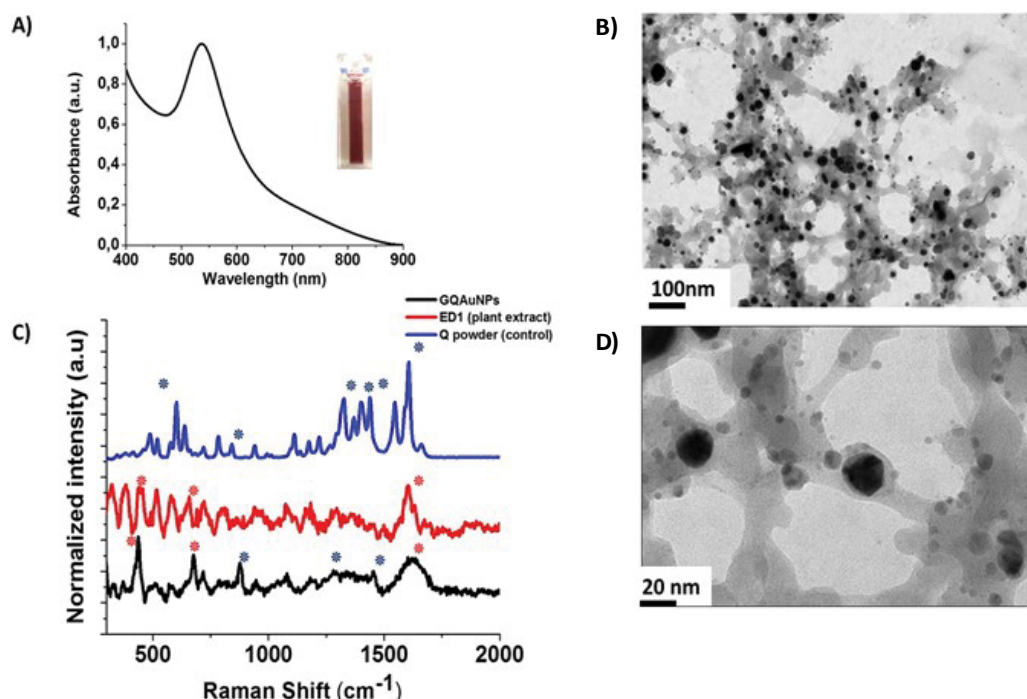 A)
1,0
0,8
0,6
0,4
0,2
0,0
Absorbance (a.u.)
400 500 600 700 800 900
Wavelength (nm)
B)
100nm
C)
GQAuNPs
ED1 (plant extract)
Q powder (control)
Normalized intensity (a.u)
500 1000 1500 2000
Raman Shift (cm⁻¹)
D)
20 nm